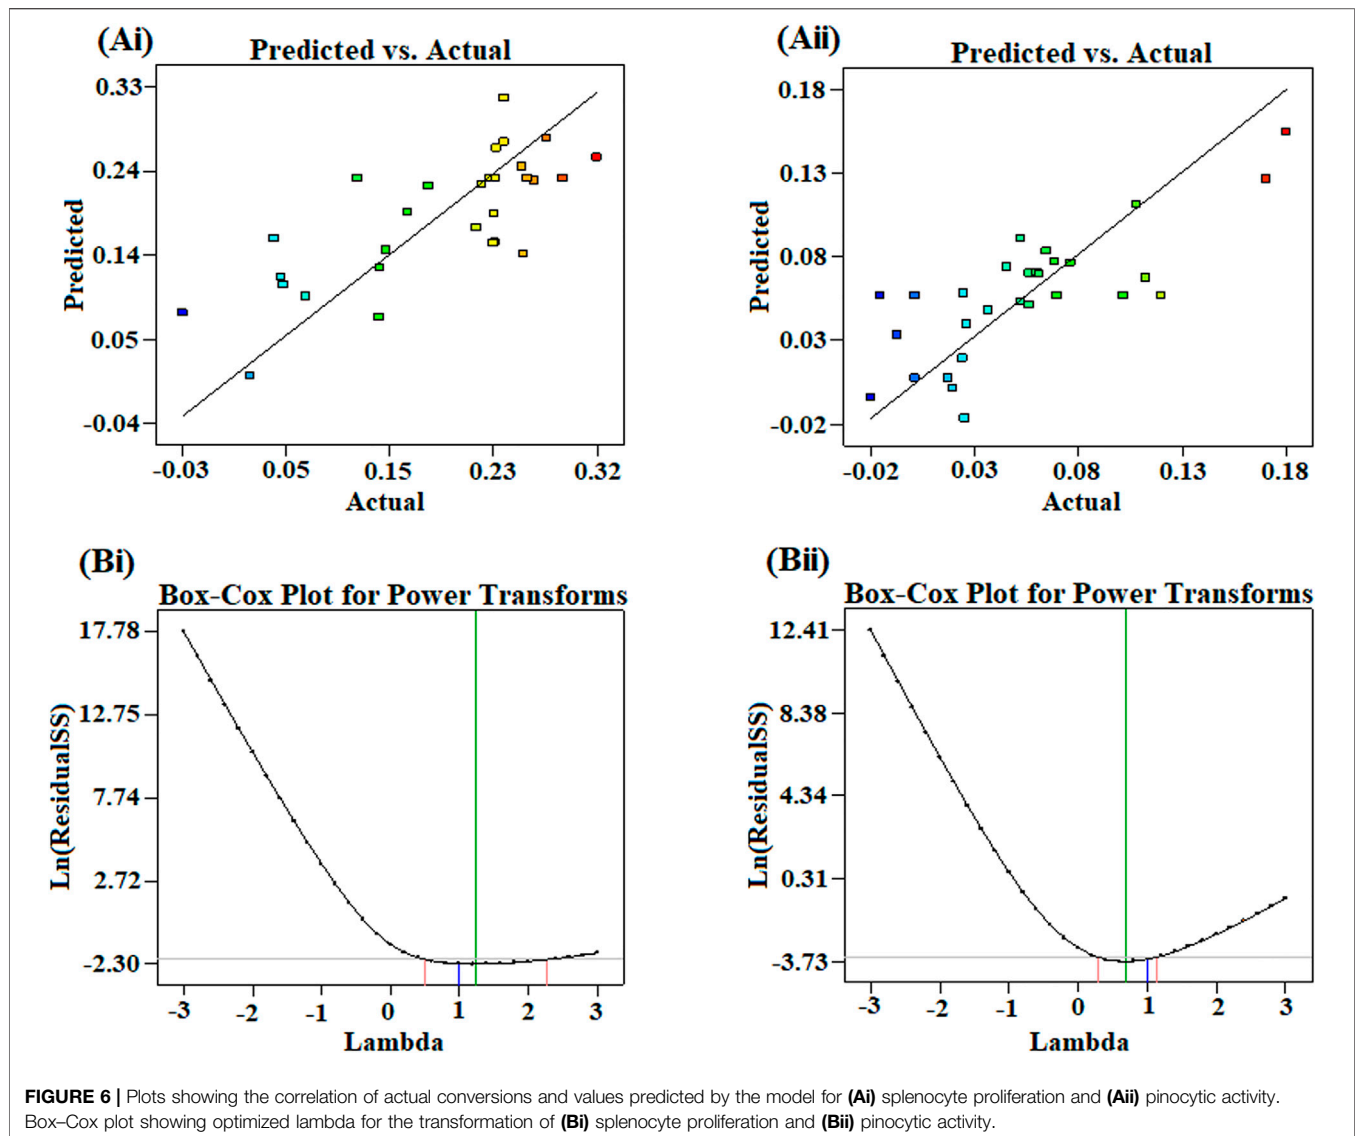 (Ai)
Predicted vs. Actual
0.33
0.24
0.14
0.05
-0.04
Predicted
-0.03 0.05 0.15 0.23 0.32
Actual
(Aii)
Predicted vs. Actual
0.18
0.13
0.08
0.03
-0.02
Predicted
-0.02 0.03 0.08 0.13 0.18
Actual
(Bi)
Box-Cox Plot for Power Transforms
17.78
12.75
7.74
2.72
-2.30
Ln(ResidualSS)
-3 -2 -1 0 1 2 3
Lambda
(Bii)
Box-Cox Plot for Power Transforms
12.41
8.38
4.34
0.31
-3.73
Ln(ResidualSS)
-3 -2 -1 0 1 2 3
Lambda
FIGURE 6 | Plots showing the correlation of actual conversions and values predicted by the model for (Ai) splenocyte proliferation and (Aii) pinocytic activity.
Box–Cox plot showing optimized lambda for the transformation of (Bi) splenocyte proliferation and (Bii) pinocytic activity.